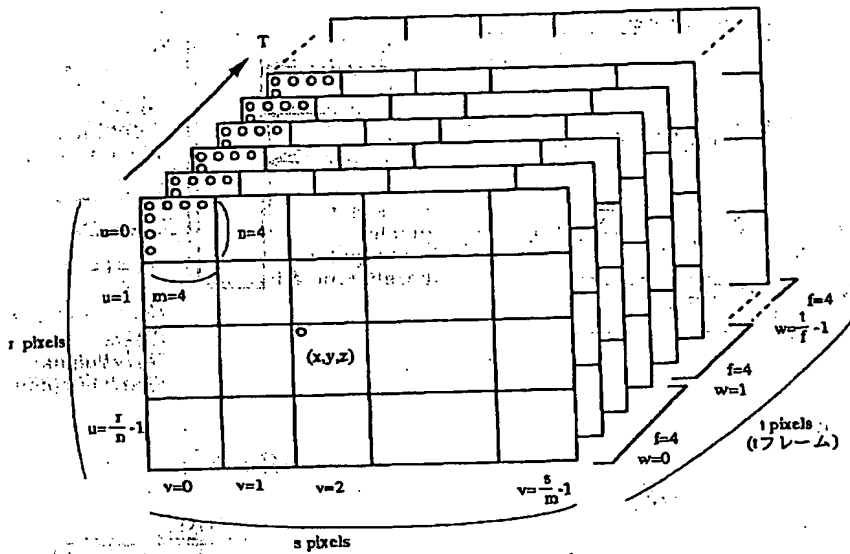 T
u=0
n=4
u=1
m=4
r pixels
(x,y,z)
u=r/n-1
f=4
w=t/f-1
f=4
w=1
f=4
w=0
t pixels
(tフレーム)
v=0
v=1
v=2
v=s/m-1
s pixels